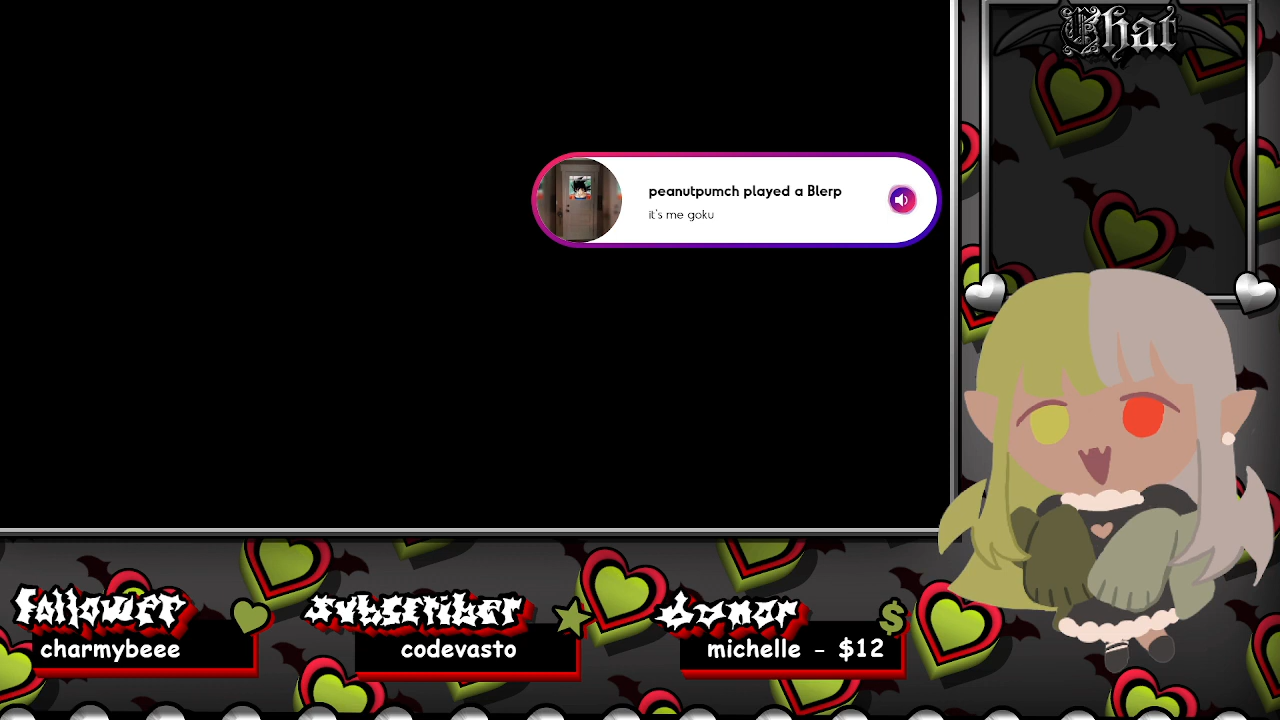 Chat
peanutpumch played a Blerp
it's me goku
follower
subscriber
donor
$
charmybeee
codevasto
michelle - $12